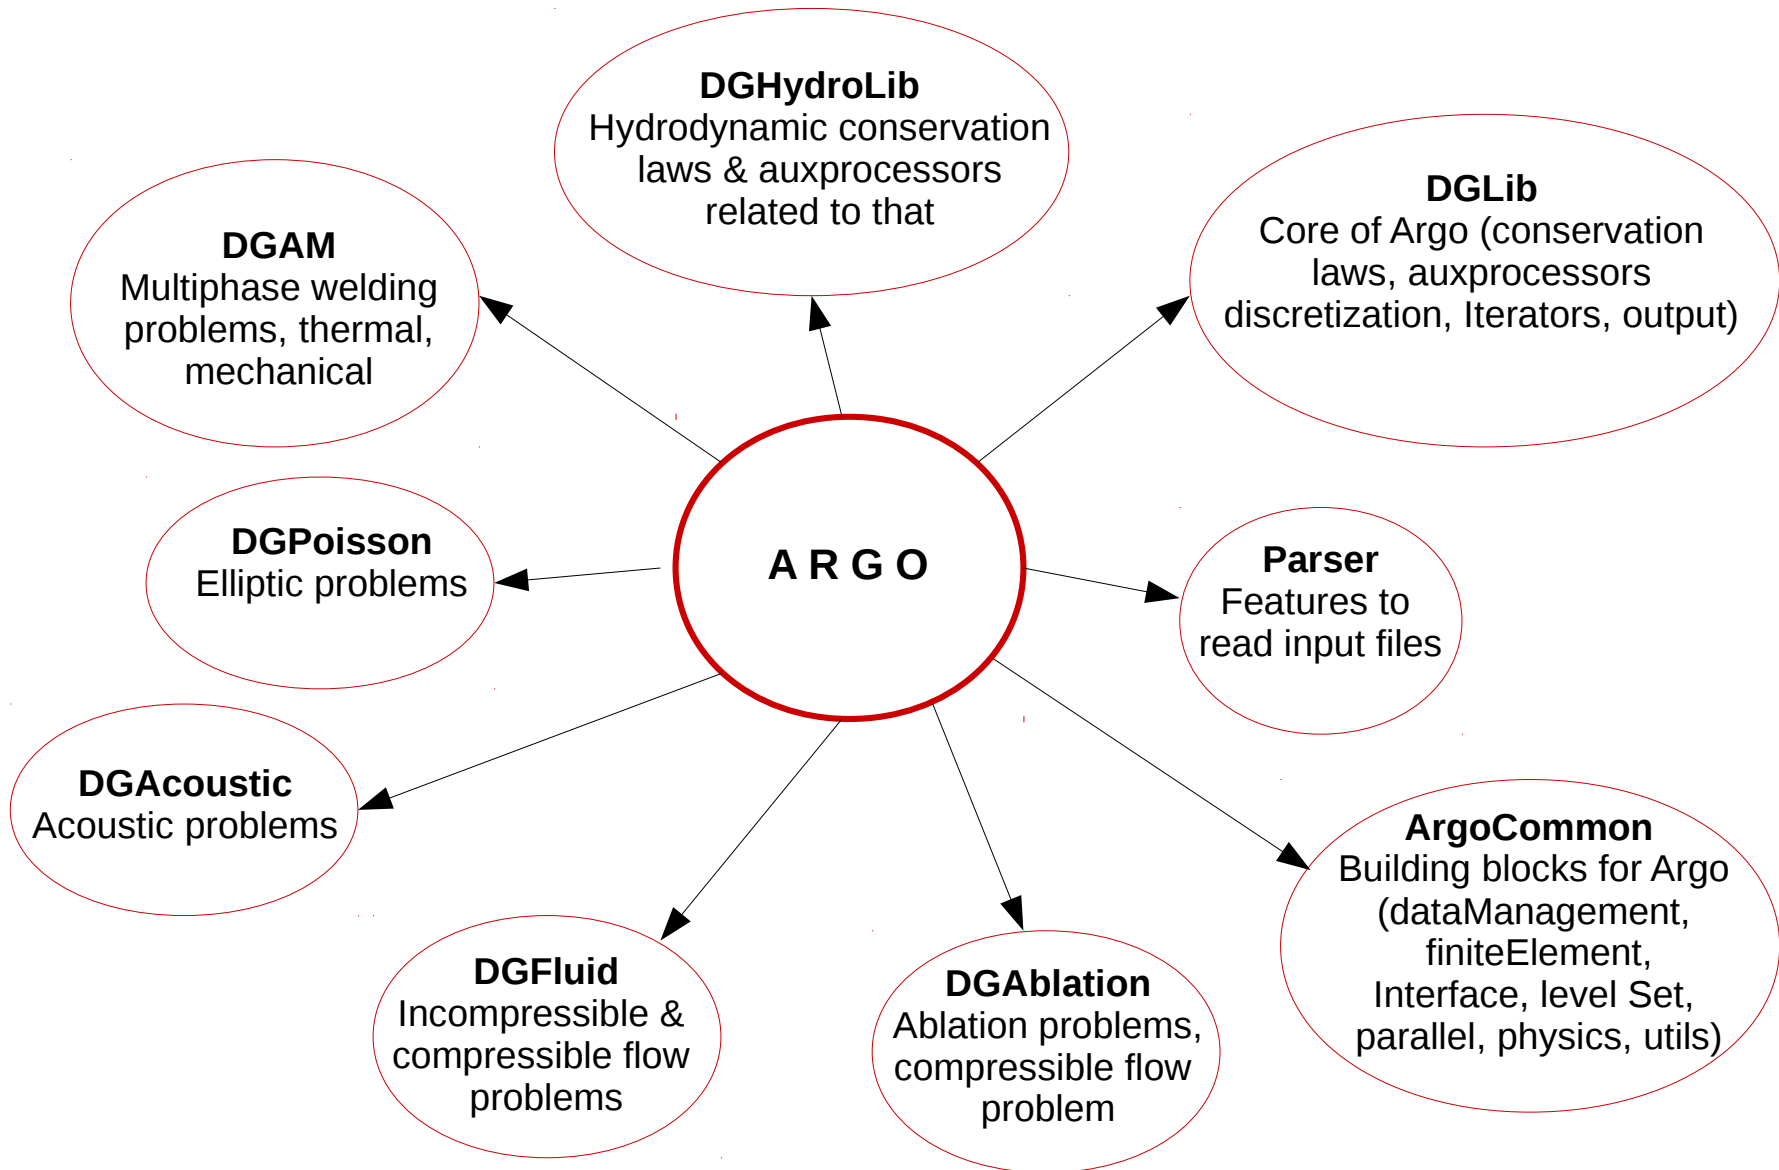 DGHydroLib
Hydrodynamic conservation
laws & auxprocessors
related to that
DGLib
Core of Argo (conservation
laws, auxprocessors
discretization, Iterators, output)
DGAM
Multiphase welding
problems, thermal,
mechanical
A R G O
DGPoisson
Elliptic problems
Parser
Features to
read input files
DGAcoustic
Acoustic problems
ArgoCommon
Building blocks for Argo
(dataManagement,
finiteElement,
Interface, level Set,
parallel, physics, utils)
DGFluid
Incompressible &
compressible flow
problems
DGAblation
Ablation problems,
compressible flow
problem